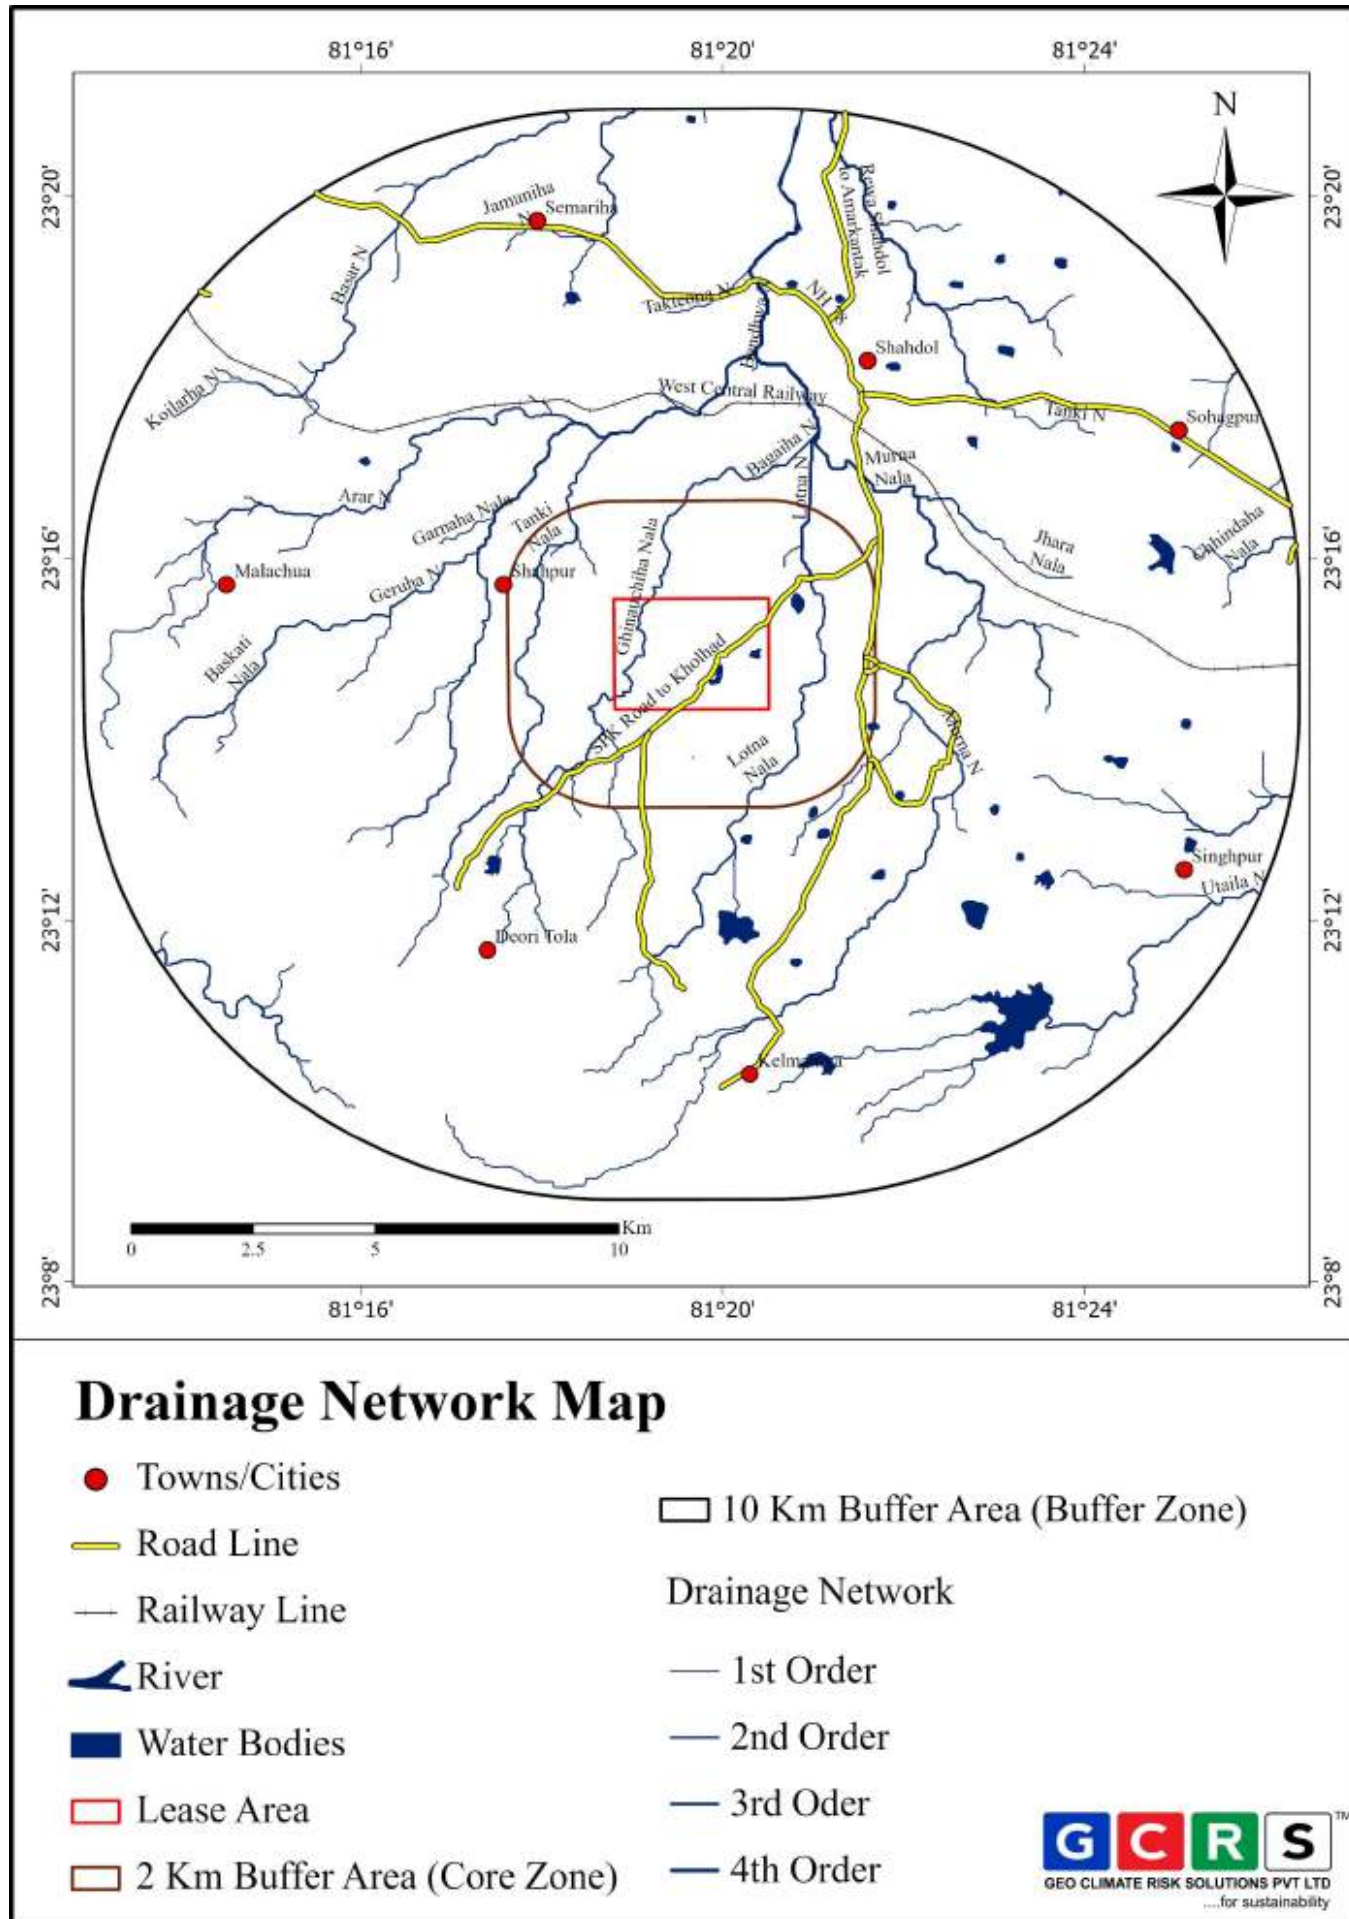 81°16'
81°20'
81°24'
N
23°20'
23°20'
Jamuniha
N
Semariha
Rewa Shahdol
to Amarkantak
Basar N
Takteona N
NH
Shahdol
Koilarha N
West Central Railway
Tanki N
Sohagpur
Bagaiha N
Murna
Nala
Lotna N
Arar N
Garnaha Nala
Tanki
Nala
Ghinauchiha Nala
Jhara
Nala
Chhindaha
Nala
23°16'
23°16'
Malachua
Geruha N
Shahpur
Baskati
Nala
SPK Road to Kholhad
Lotna
Nala
Murna N
Singhpur
Utaila N
23°12'
23°12'
Deori Tola
Km
0
2.5
5
10
23°8'
23°8'
81°16'
81°20'
81°24'
Drainage Network Map
Towns/Cities
Road Line
Railway Line
River
Water Bodies
Lease Area
2 Km Buffer Area (Core Zone)
10 Km Buffer Area (Buffer Zone)
Drainage Network
1st Order
2nd Order
3rd Oder
4th Order
GCRS TM
GEO CLIMATE RISK SOLUTIONS PVT LTD
....for sustainability